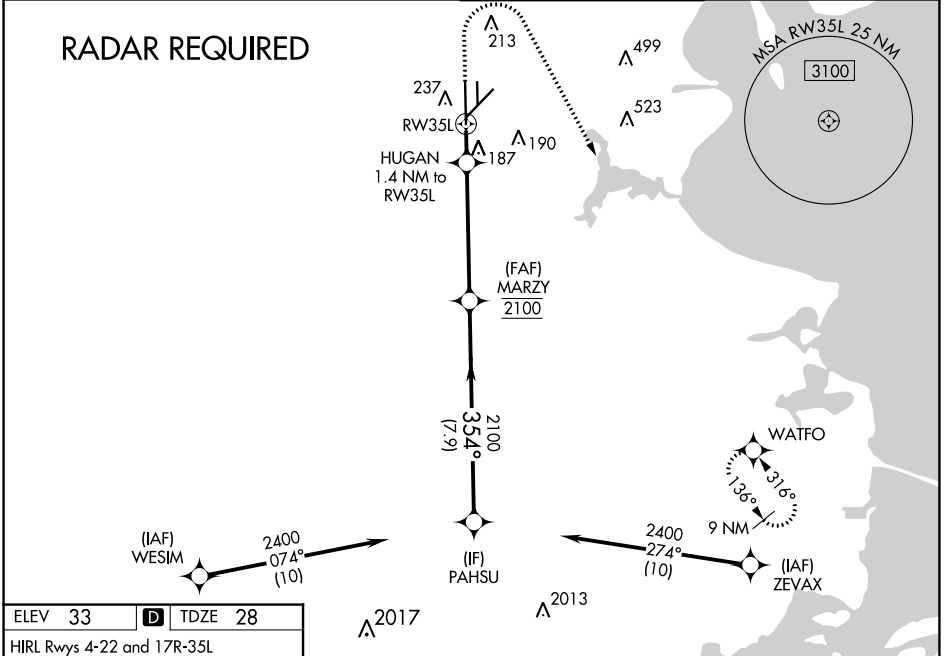 RADAR REQUIRED
213
499
MSA RW35L 25 NM
3100
237
523
RW35L
190
187
HUGAN
1.4 NM to
RW35L
(FAF)
MARZY
2100
2100
354°
(7.9)
WATFO
316°
136°
9 NM
(IAF)
WESIM
2400
074°
(10)
(IF)
PAHSU
2400
274°
(10)
(IAF)
ZEVAX
ELEV 33 D TDZE 28
2017
2013
HIRL Rwys 4-22 and 17R-35L